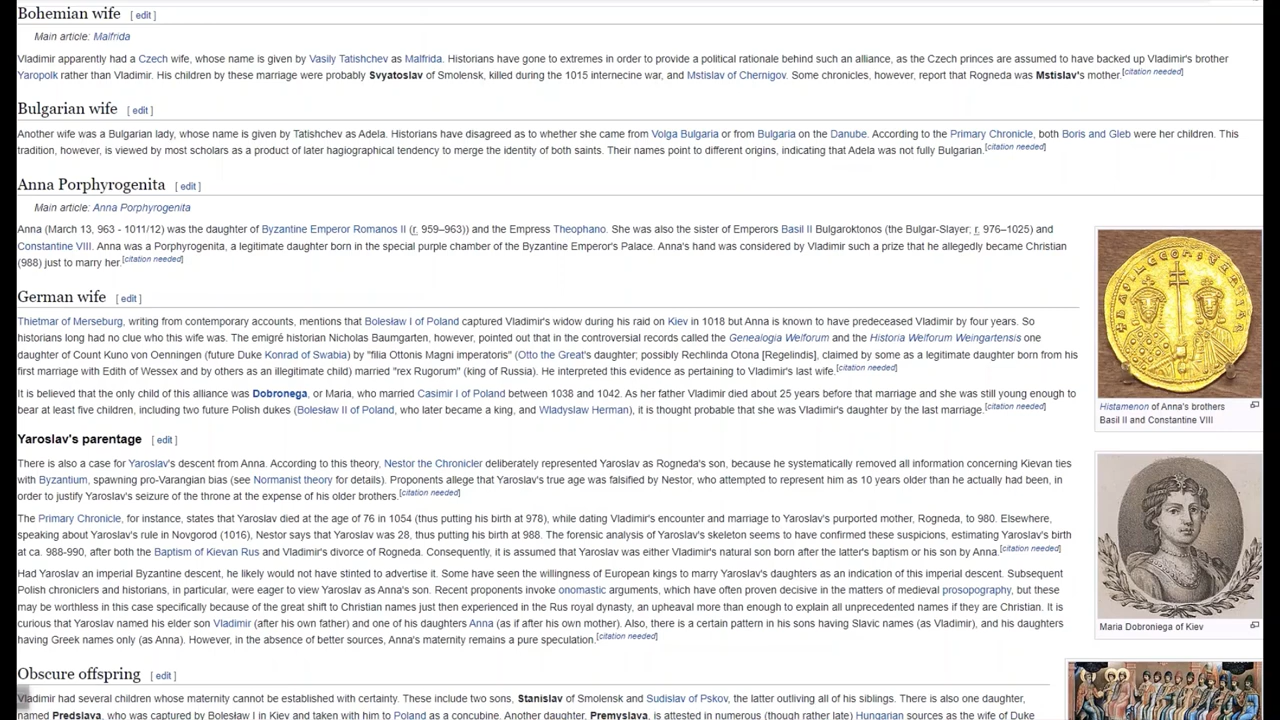 Bohemian wife [ edit ]
Main article: Malfrida
Vladimir apparently had a Czech wife, whose name is given by Vasily Tatishchev as Malfrida. Historians have gone to extremes in order to provide a political rationale behind such an alliance, as the Czech princes are assumed to have backed up Vladimir's brother
Yaropolk rather than Vladimir. His children by these marriage were probably Svyatoslav of Smolensk, killed during the 1015 internecine war, and Mstislav of Chernigov. Some chronicles, however, report that Rogneda was Mstislav's mother.[citation needed]
Bulgarian wife [ edit ]
Another wife was a Bulgarian lady, whose name is given by Tatishchev as Adela. Historians have disagreed as to whether she came from Volga Bulgaria or from Bulgaria on the Danube. According to the Primary Chronicle, both Boris and Gleb were her children. This
tradition, however, is viewed by most scholars as a product of later hagiographical tendency to merge the identity of both saints. Their names point to different origins, indicating that Adela was not fully Bulgarian.[citation needed]
Anna Porphyrogenita [ edit ]
Main article: Anna Porphyrogenita
Anna (March 13, 963 - 1011/12) was the daughter of Byzantine Emperor Romanos II (r. 959–963)) and the Empress Theophano. She was also the sister of Emperors Basil II Bulgaroktonos (the Bulgar-Slayer; r. 976–1025) and
Constantine VIII. Anna was a Porphyrogenita, a legitimate daughter born in the special purple chamber of the Byzantine Emperor's Palace. Anna's hand was considered by Vladimir such a prize that he allegedly became Christian
(988) just to marry her.[citation needed]
German wife [ edit ]
Thietmar of Merseburg, writing from contemporary accounts, mentions that Bolesław I of Poland captured Vladimir's widow during his raid on Kiev in 1018 but Anna is known to have predeceased Vladimir by four years. So
historians long had no clue who this wife was. The emigré historian Nicholas Baumgarten, however, pointed out that in the controversial records called the Genealogia Welforum and the Historia Welforum Weingartensis one
daughter of Count Kuno von Oenningen (future Duke Konrad of Swabia) by "filia Ottonis Magni imperatoris" (Otto the Great's daughter; possibly Rechlinda Otona [Regelindis], claimed by some as a legitimate daughter born from his
first marriage with Edith of Wessex and by others as an illegitimate child) married "rex Rugorum" (king of Russia). He interpreted this evidence as pertaining to Vladimir's last wife.[citation needed]
It is believed that the only child of this alliance was Dobronega, or Maria, who married Casimir I of Poland between 1038 and 1042. As her father Vladimir died about 25 years before that marriage and she was still young enough to
bear at least five children, including two future Polish dukes (Bolesław II of Poland, who later became a king, and Wladyslaw Herman), it is thought probable that she was Vladimir's daughter by the last marriage.[citation needed]
Histamenon of Anna's brothers
Basil II and Constantine VIII
Yaroslav's parentage [ edit ]
There is also a case for Yaroslav's descent from Anna. According to this theory, Nestor the Chronicler deliberately represented Yaroslav as Rogneda's son, because he systematically removed all information concerning Kievan ties
with Byzantium, spawning pro-Varangian bias (see Normanist theory for details). Proponents allege that Yaroslav's true age was falsified by Nestor, who attempted to represent him as 10 years older than he actually had been, in
order to justify Yaroslav's seizure of the throne at the expense of his older brothers.[citation needed]
The Primary Chronicle, for instance, states that Yaroslav died at the age of 76 in 1054 (thus putting his birth at 978), while dating Vladimir's encounter and marriage to Yaroslav's purported mother, Rogneda, to 980. Elsewhere,
speaking about Yaroslav's rule in Novgorod (1016), Nestor says that Yaroslav was 28, thus putting his birth at 988. The forensic analysis of Yaroslav's skeleton seems to have confirmed these suspicions, estimating Yaroslav's birth
at ca. 988-990, after both the Baptism of Kievan Rus and Vladimir's divorce of Rogneda. Consequently, it is assumed that Yaroslav was either Vladimir's natural son born after the latter's baptism or his son by Anna.[citation needed]
Had Yaroslav an imperial Byzantine descent, he likely would not have stinted to advertise it. Some have seen the willingness of European kings to marry Yaroslav's daughters as an indication of this imperial descent. Subsequent
Polish chroniclers and historians, in particular, were eager to view Yaroslav as Anna's son. Recent proponents invoke onomastic arguments, which have often proven decisive in the matters of medieval prosopography, but these
may be worthless in this case specifically because of the great shift to Christian names just then experienced in the Rus royal dynasty, an upheaval more than enough to explain all unprecedented names if they are Christian. It is
curious that Yaroslav named his elder son Vladimir (after his own father) and one of his daughters Anna (as if after his own mother). Also, there is a certain pattern in his sons having Slavic names (as Vladimir), and his daughters
having Greek names only (as Anna). However, in the absence of better sources, Anna's maternity remains a pure speculation.[citation needed]
Maria Dobroniega of Kiev
Obscure offspring [ edit ]
Vladimir had several children whose maternity cannot be established with certainty. These include two sons, Stanislav of Smolensk and Sudislav of Pskov, the latter outliving all of his siblings. There is also one daughter,
named Predslava, who was captured by Bolesław I in Kiev and taken with him to Poland as a concubine. Another daughter, Premyslava, is attested in numerous (though rather late) Hungarian sources as the wife of Duke